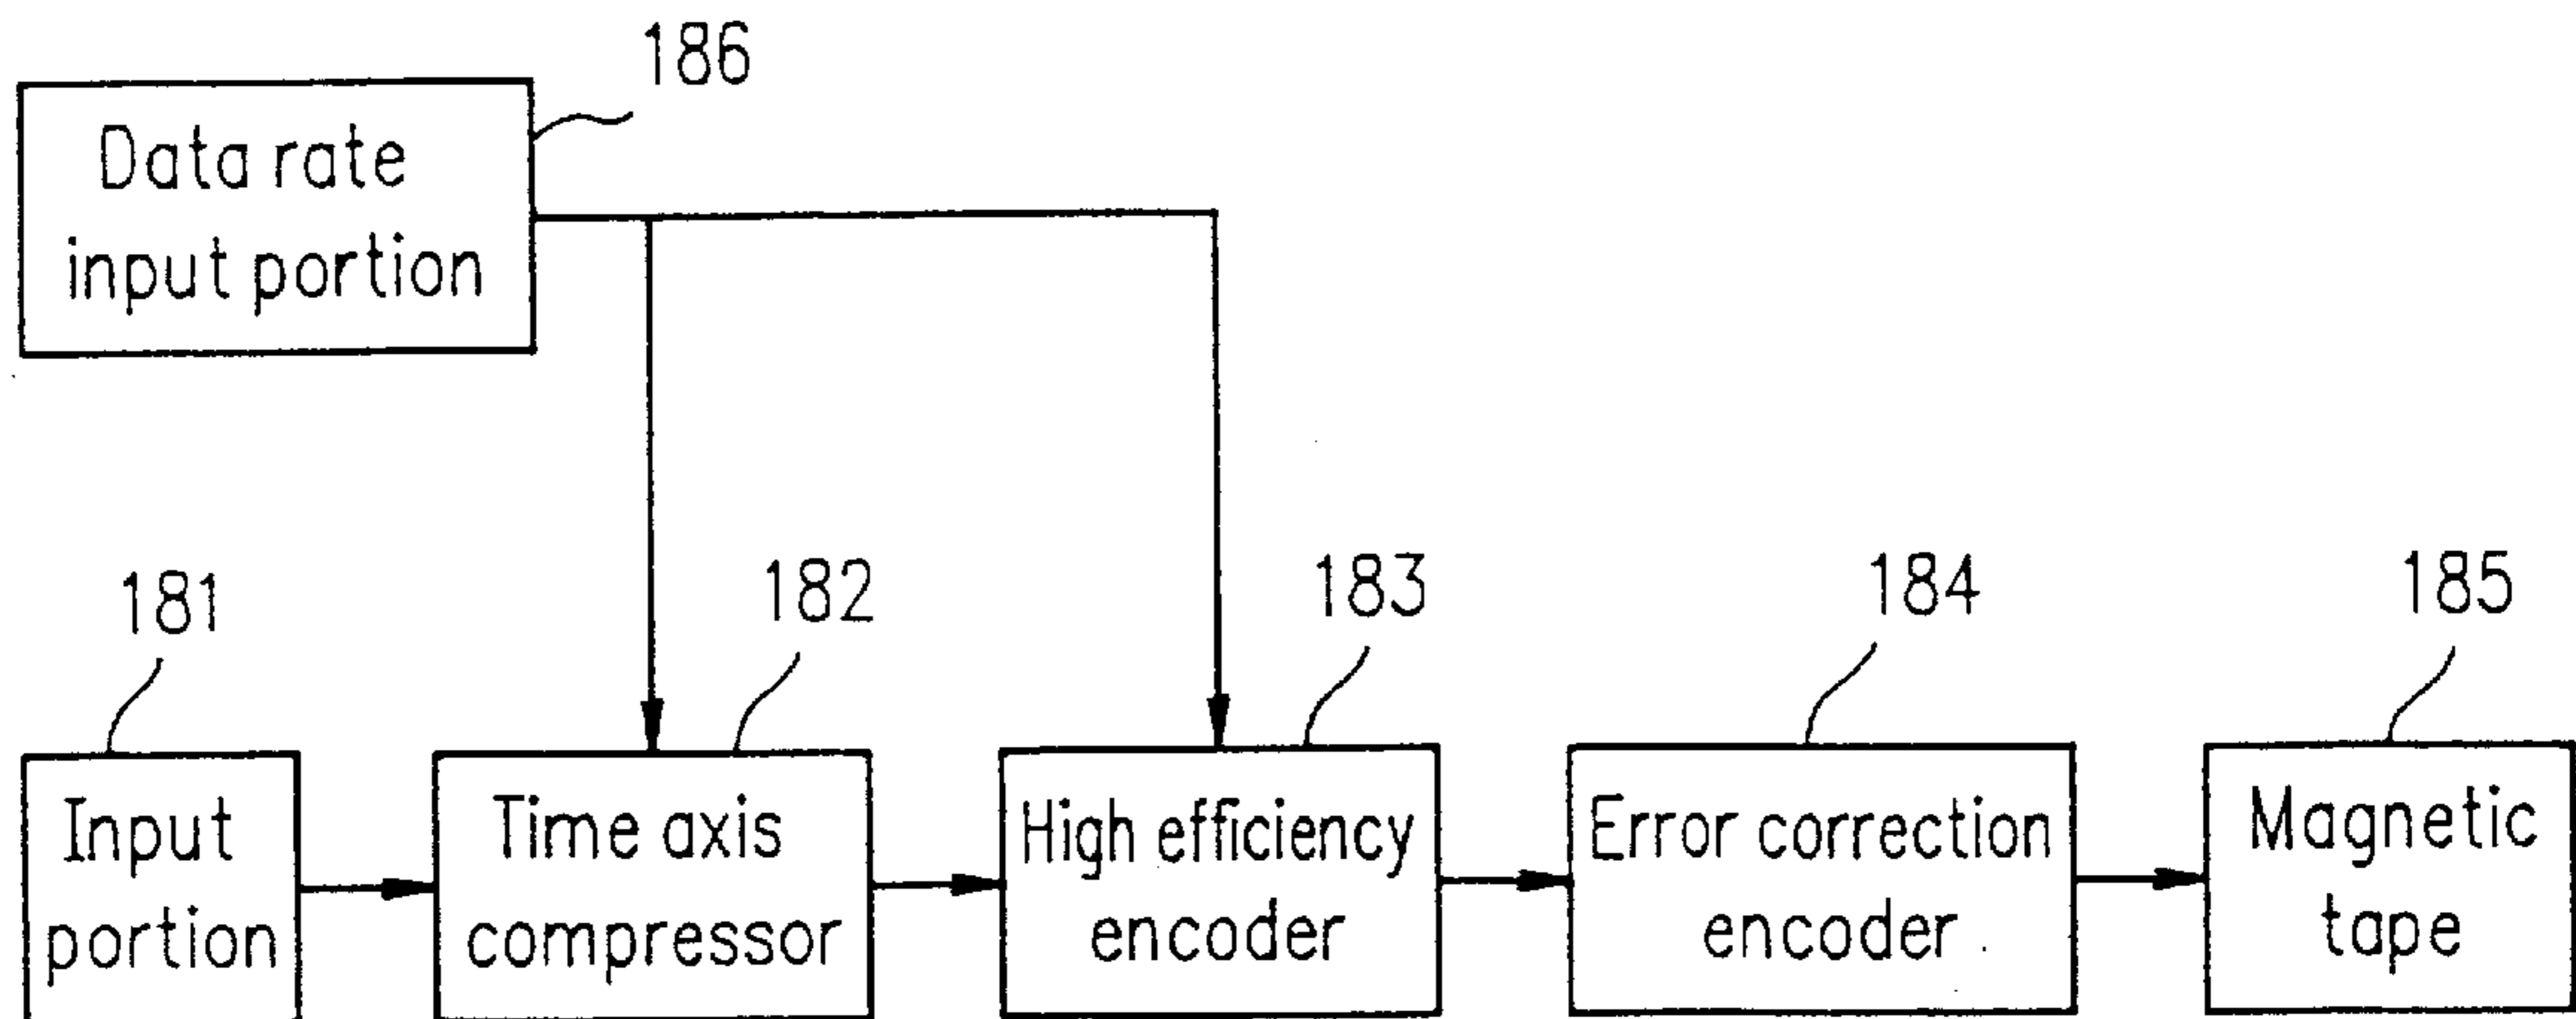 186
Data rate
input portion
181
182
183
184
185
Input
portion
Time axis
compressor
High efficiency
encoder
Error correction
encoder
Magnetic
tape